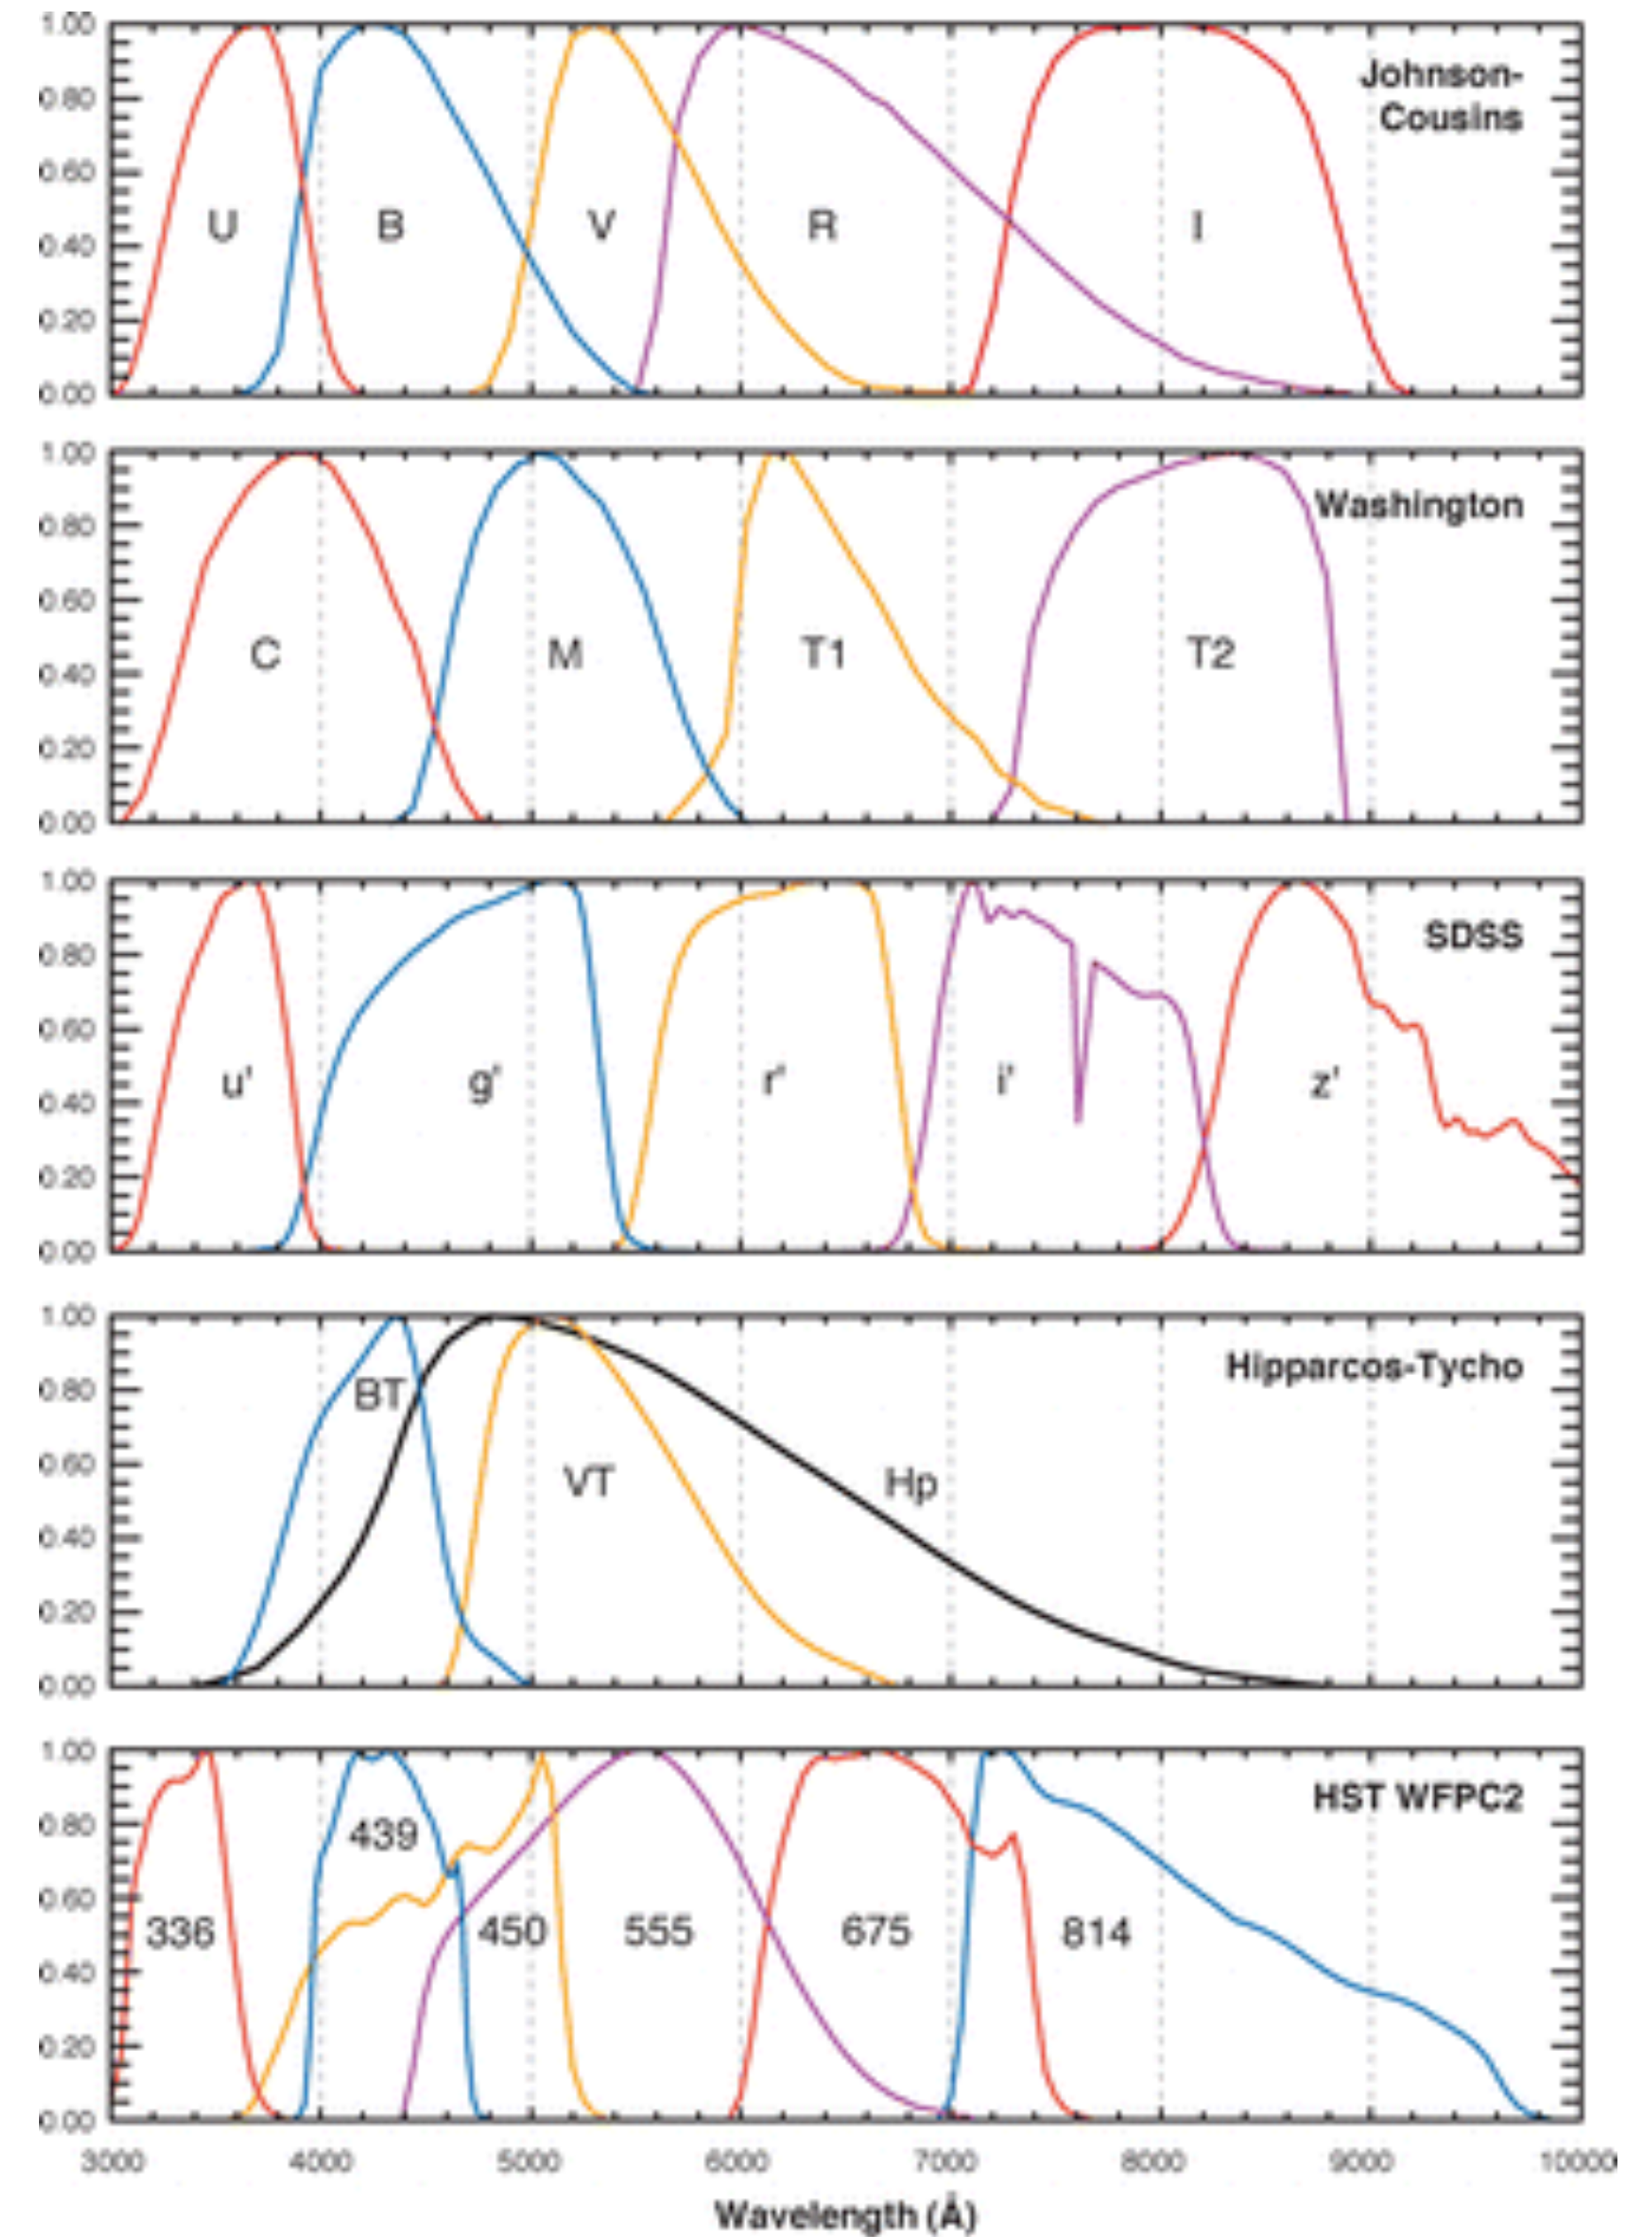 1.00
Johnson-
Cousins
0.80
0.60
U B V R I
0.40
0.20
0.00
1.00
Washington
0.80
0.60
C M T1 T2
0.40
0.20
0.00
1.00
SDSS
0.80
0.60
u' g' r' i' z'
0.40
0.20
0.00
1.00
Hipparcos-Tycho
0.80
BT
0.60
VT Hp
0.40
0.20
0.00
1.00
HST WFPC2
0.80
439
0.60
336 450 555 675 814
0.40
0.20
0.00
3000 4000 5000 6000 7000 8000 9000 10000
Wavelength (Å)